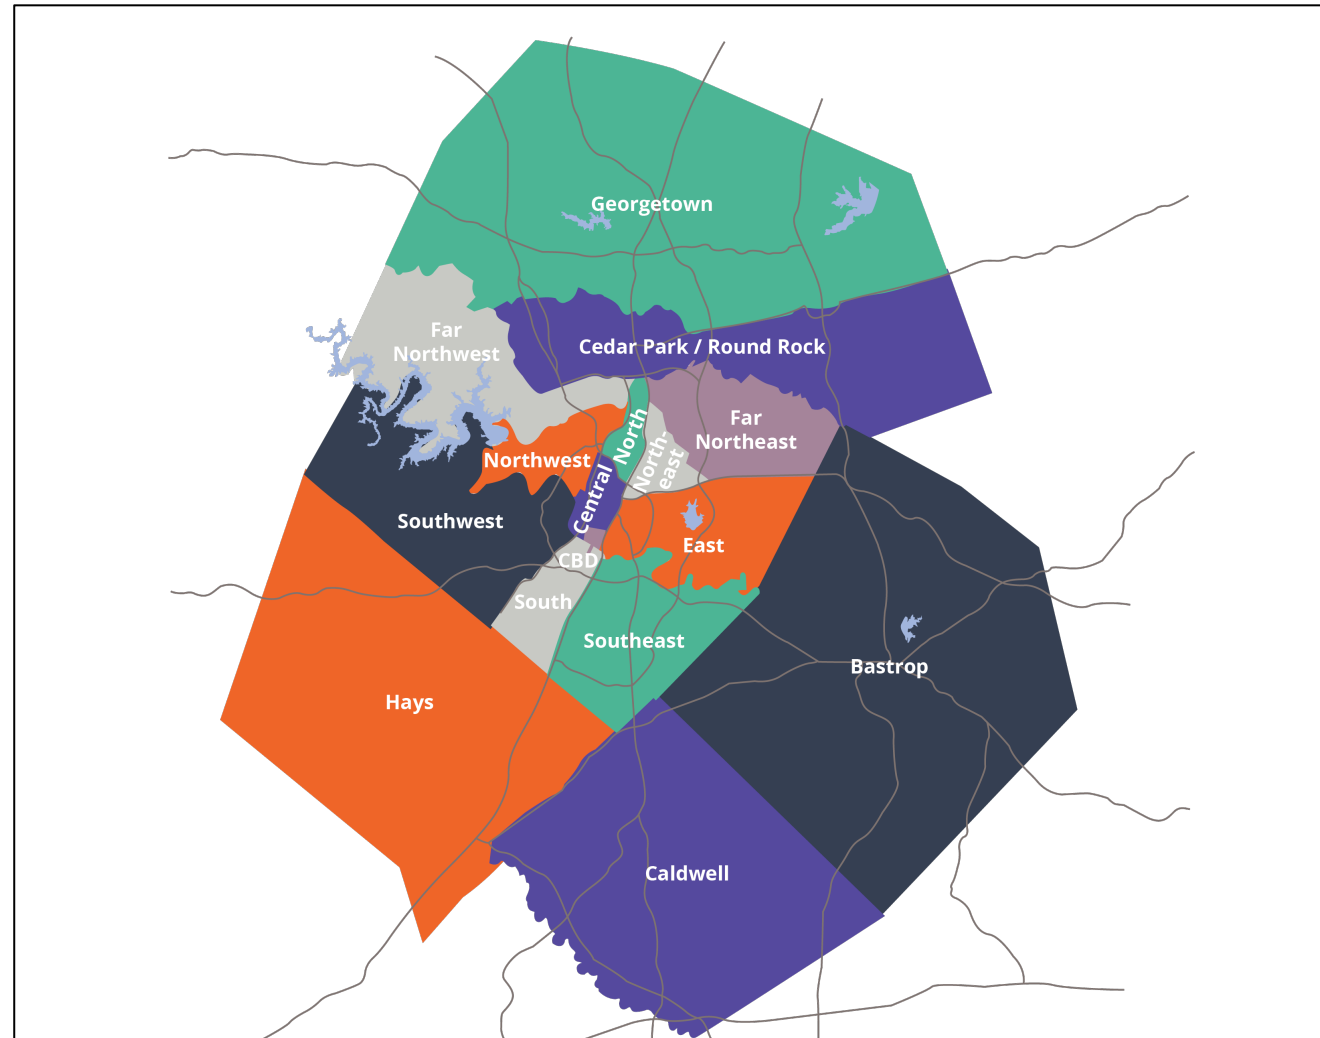 Georgetown
Far
Northwest
Cedar Park / Round Rock
Far
Northeast
North
North-
east
Northwest
Central
Southwest
East
CBD
South
Southeast
Bastrop
Hays
Caldwell